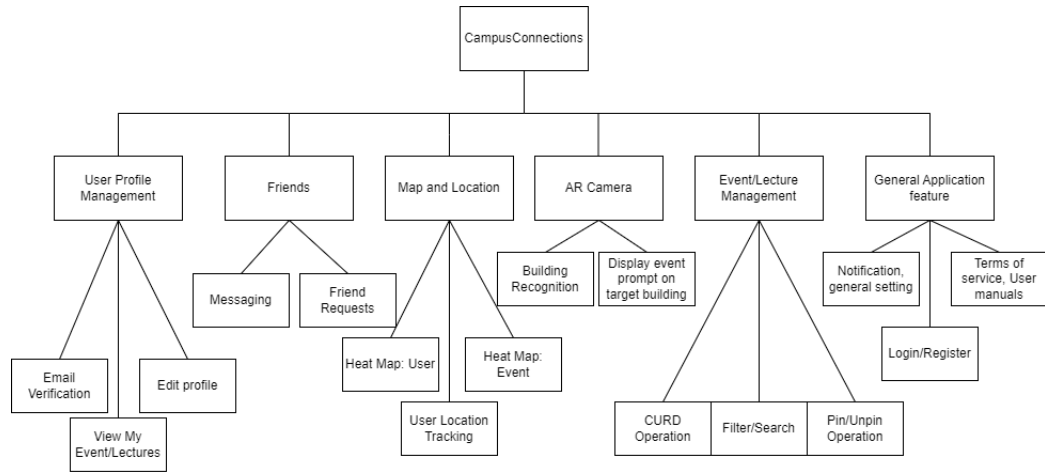 CampusConnections
User Profile
Management
Friends
Map and Location
AR Camera
Event/Lecture
Management
General Application
feature
Messaging
Friend
Requests
Building
Recognition
Display event
prompt on
target building
Notification,
general setting
Terms of
service, User
manuals
Email
Verification
Edit profile
Heat Map: User
Heat Map:
Event
Login/Register
View My
Event/Lectures
User Location
Tracking
CURD
Operation
Filter/Search
Pin/Unpin
Operation